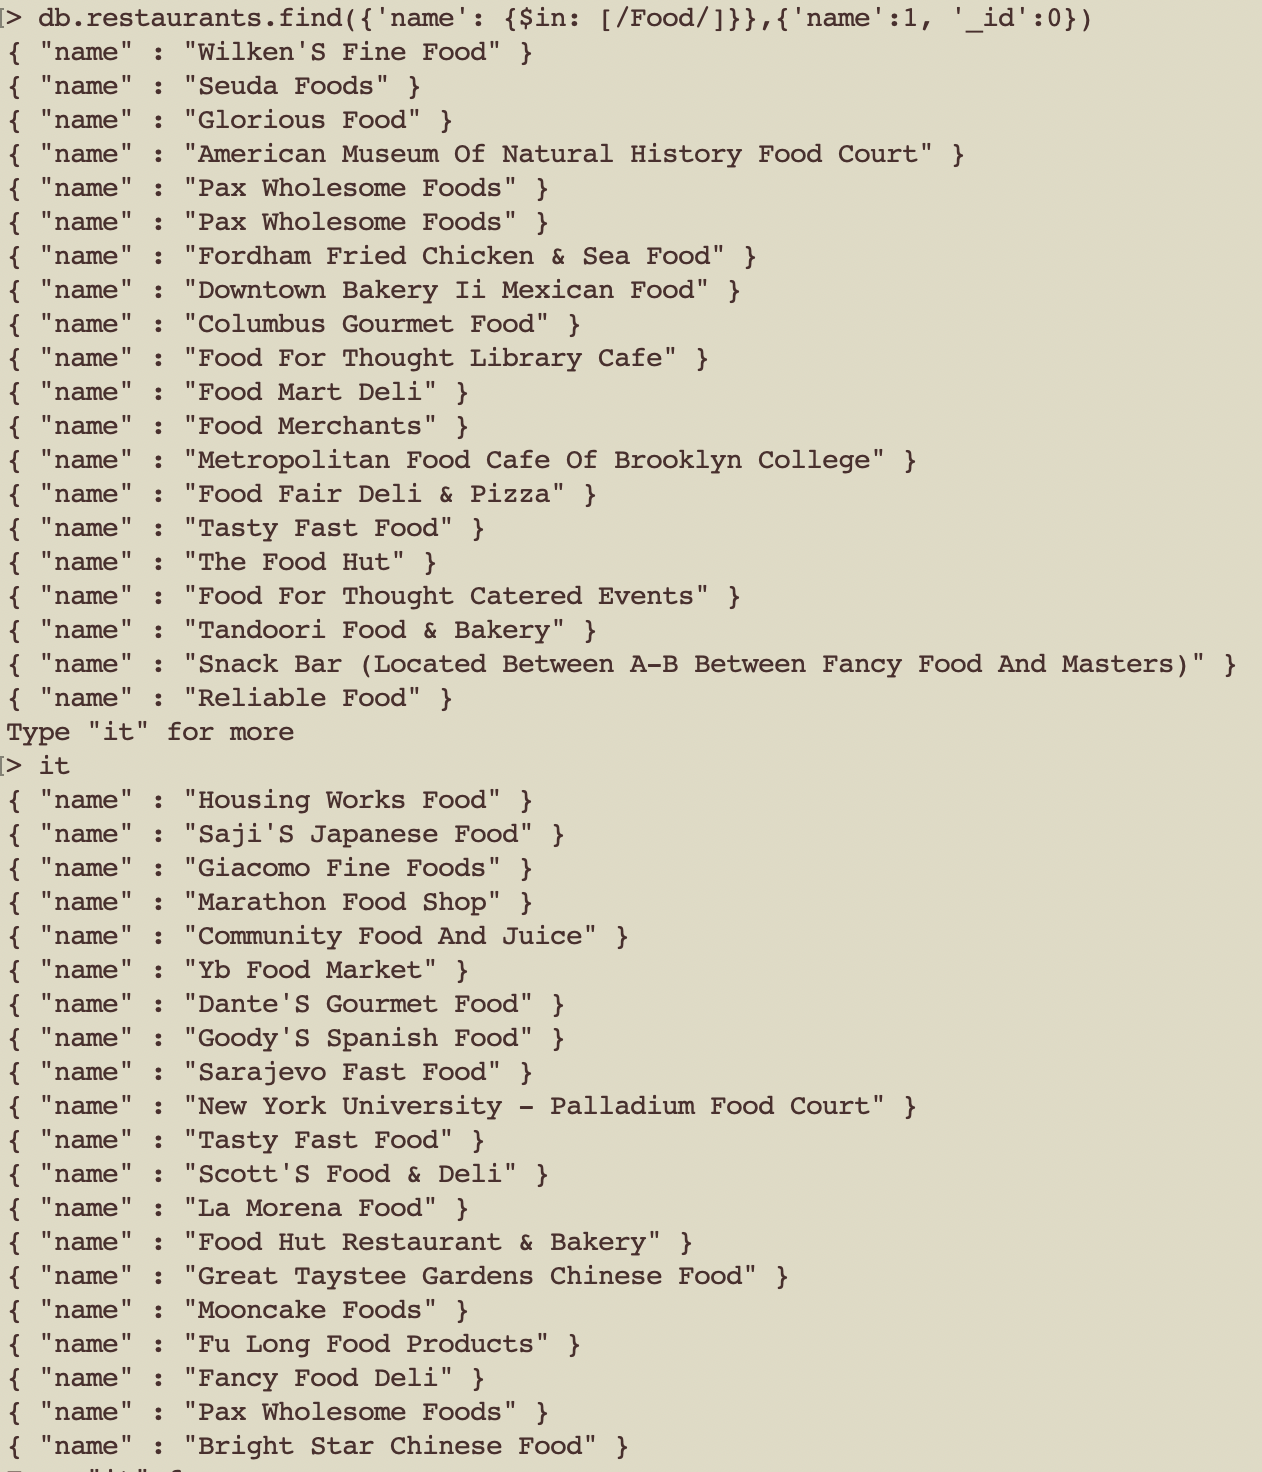 > db.restaurants.find({'name': {$in: [/Food/]}},{'name':1, '_id':0})
{ "name" : "Wilken'S Fine Food" }
{ "name" : "Seuda Foods" }
{ "name" : "Glorious Food" }
{ "name" : "American Museum Of Natural History Food Court" }
{ "name" : "Pax Wholesome Foods" }
{ "name" : "Pax Wholesome Foods" }
{ "name" : "Fordham Fried Chicken & Sea Food" }
{ "name" : "Downtown Bakery Ii Mexican Food" }
{ "name" : "Columbus Gourmet Food" }
{ "name" : "Food For Thought Library Cafe" }
{ "name" : "Food Mart Deli" }
{ "name" : "Food Merchants" }
{ "name" : "Metropolitan Food Cafe Of Brooklyn College" }
{ "name" : "Food Fair Deli & Pizza" }
{ "name" : "Tasty Fast Food" }
{ "name" : "The Food Hut" }
{ "name" : "Food For Thought Catered Events" }
{ "name" : "Tandoori Food & Bakery" }
{ "name" : "Snack Bar (Located Between A-B Between Fancy Food And Masters)" }
{ "name" : "Reliable Food" }
Type "it" for more
> it
{ "name" : "Housing Works Food" }
{ "name" : "Saji'S Japanese Food" }
{ "name" : "Giacomo Fine Foods" }
{ "name" : "Marathon Food Shop" }
{ "name" : "Community Food And Juice" }
{ "name" : "Yb Food Market" }
{ "name" : "Dante'S Gourmet Food" }
{ "name" : "Goody'S Spanish Food" }
{ "name" : "Sarajevo Fast Food" }
{ "name" : "New York University - Palladium Food Court" }
{ "name" : "Tasty Fast Food" }
{ "name" : "Scott'S Food & Deli" }
{ "name" : "La Morena Food" }
{ "name" : "Food Hut Restaurant & Bakery" }
{ "name" : "Great Taystee Gardens Chinese Food" }
{ "name" : "Mooncake Foods" }
{ "name" : "Fu Long Food Products" }
{ "name" : "Fancy Food Deli" }
{ "name" : "Pax Wholesome Foods" }
{ "name" : "Bright Star Chinese Food" }